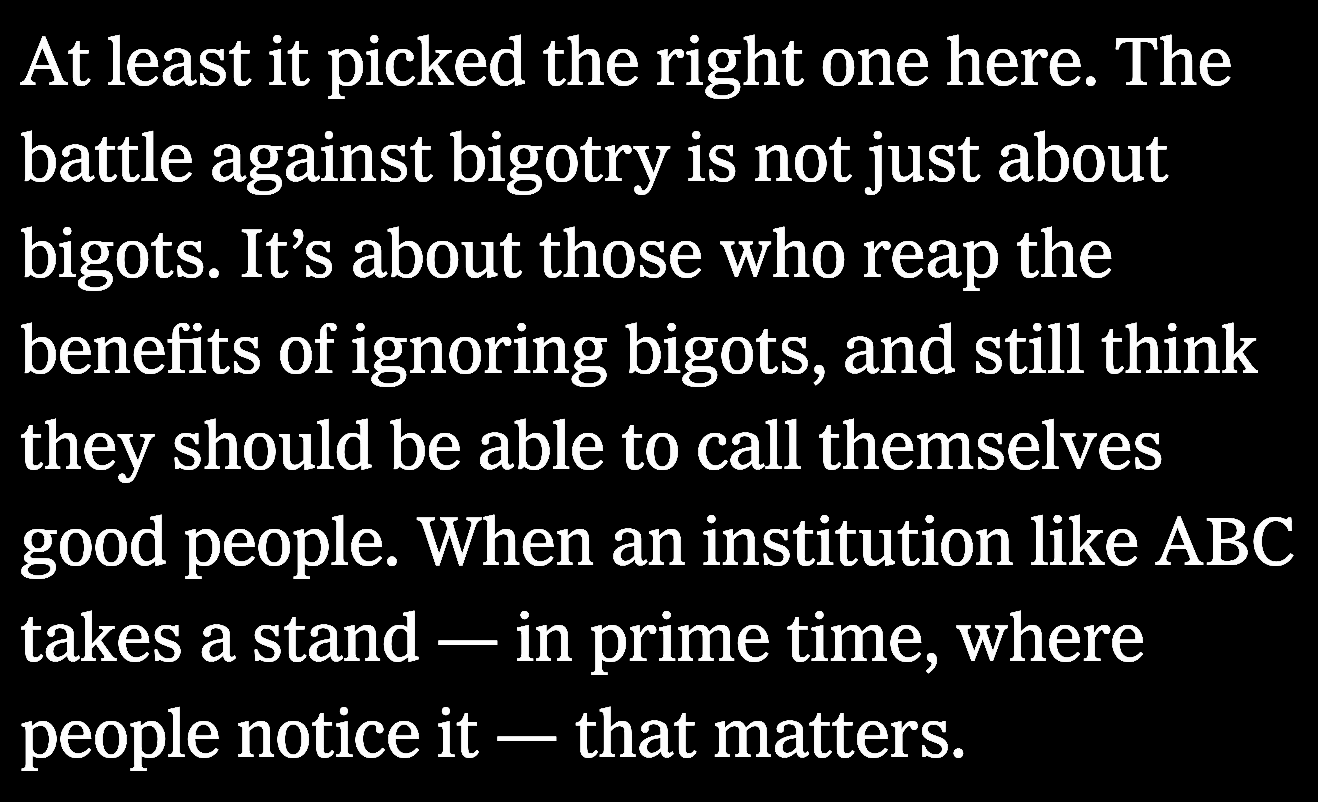 At least it picked the right one here. The
battle against bigotry is not just about
bigots. It’s about those who reap the
benefits of ignoring bigots, and still think
they should be able to call themselves
good people. When an institution like ABC
takes a stand — in prime time, where
people notice it — that matters.